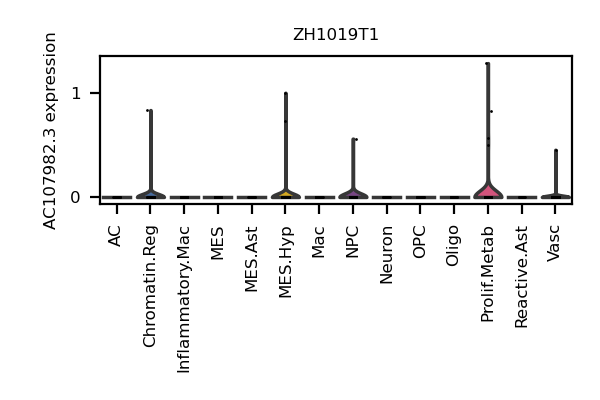 ZH1019T1
AC107982.3 expression
1
0
AC
Chromatin.Reg
Inflammatory.Mac
MES
MES.Ast
MES.Hyp
Mac
NPC
Neuron
OPC
Oligo
Prolif.Metab
Reactive.Ast
Vasc